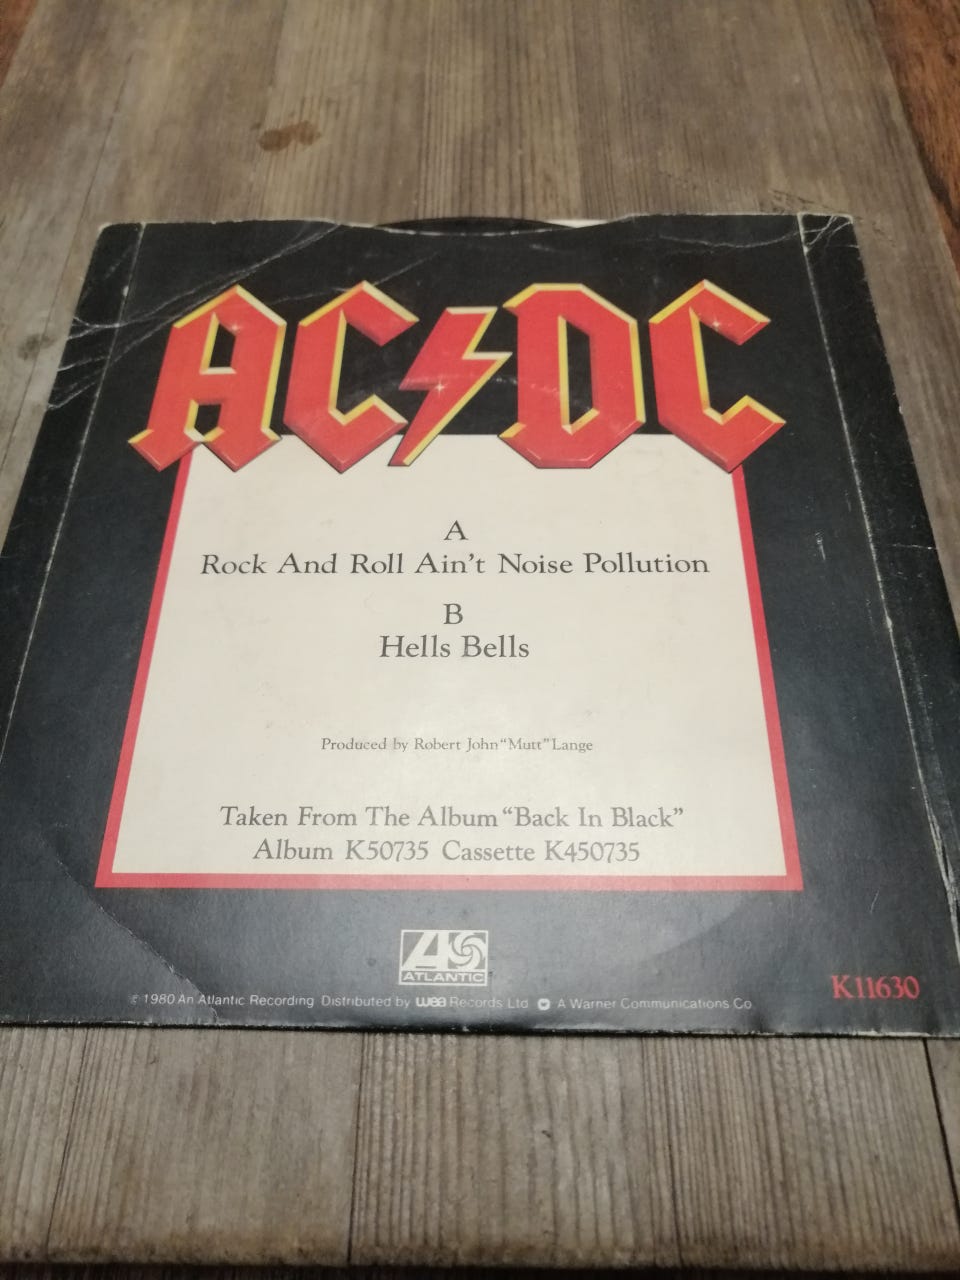 AC⚡DC
A
Rock And Roll Ain't Noise Pollution
B
Hells Bells
Produced by Robert John "Mutt" Lange
Taken From The Album "Back In Black"
Album K50735 Cassette K450735
ATLANTIC
K11630
℗ 1980 An Atlantic Recording Distributed by wea Records Ltd. A Warner Communications Co.